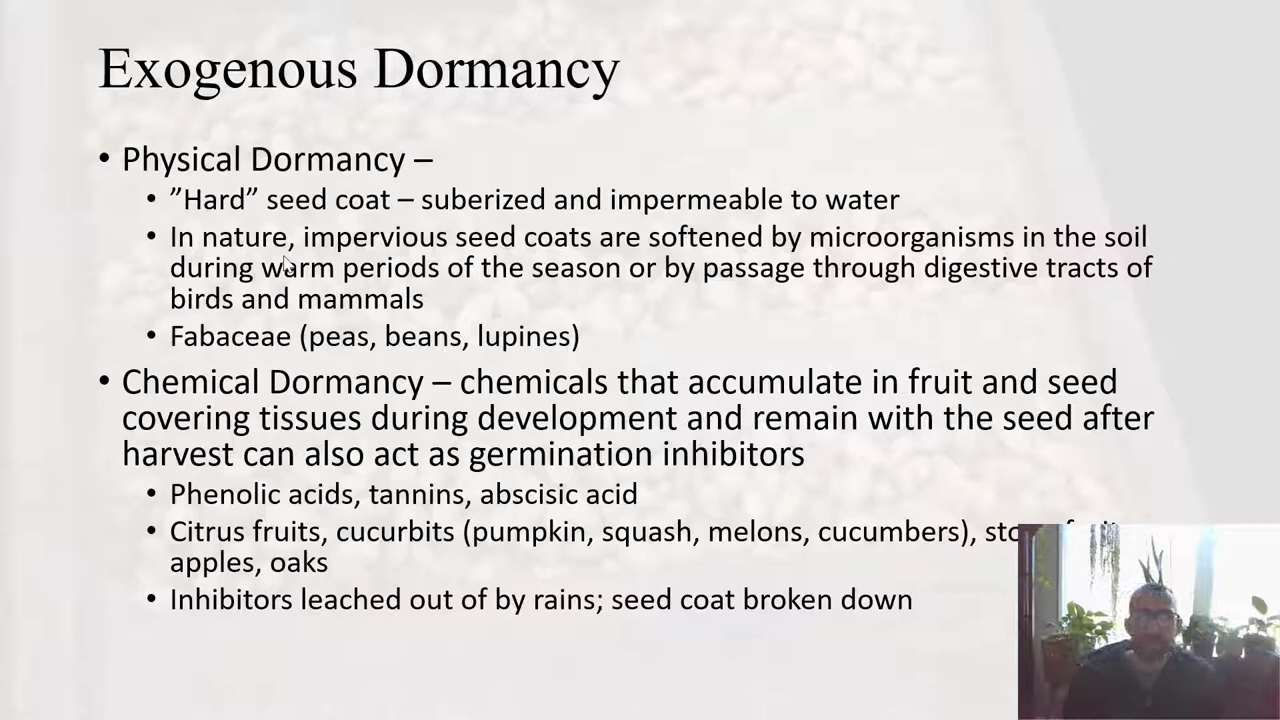 Exogenous Dormancy
• Physical Dormancy –
• ”Hard” seed coat – suberized and impermeable to water
• In nature, impervious seed coats are softened by microorganisms in the soil
during warm periods of the season or by passage through digestive tracts of
birds and mammals
• Fabaceae (peas, beans, lupines)
• Chemical Dormancy – chemicals that accumulate in fruit and seed
covering tissues during development and remain with the seed after
harvest can also act as germination inhibitors
• Phenolic acids, tannins, abscisic acid
• Citrus fruits, cucurbits (pumpkin, squash, melons, cucumbers),
apples, oaks
• Inhibitors leached out of by rains; seed coat broken down